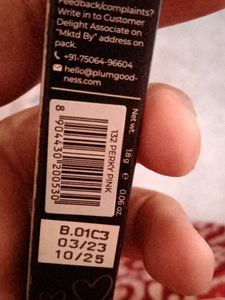 Feedback/complaints?
Write in to Customer
Delight Associate on
"Mktd By" address on
pack.
+91-75064-96604
hello@plumgood-
ness.com
8 904430 200530
132 PERKY PINK
Net wt. 1.8 g e 0.06 oz.
B.01C3
03/23
10/25